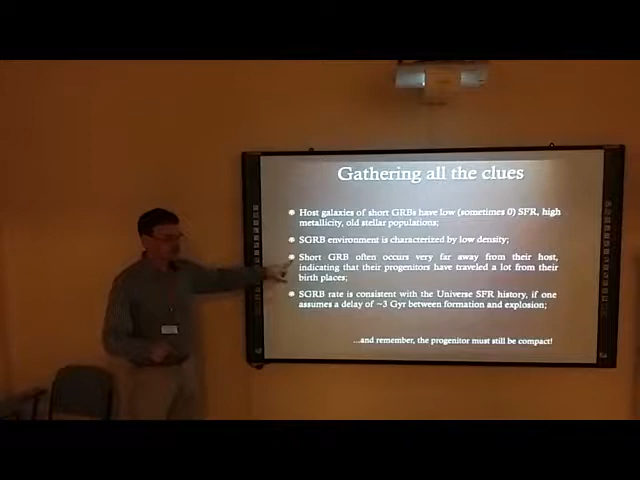 Gathering all the clues
Host galaxies of short GRBs have low (sometimes 0) SFR, high
metallicity, old stellar populations;
SGRB environment is characterized by low density;
Short GRB often occurs very far away from their host,
indicating that their progenitors have traveled a lot from their
birth places;
SGRB rate is consistent with the Universe SFR history, if one
assumes a delay of ~3 Gyr between formation and explosion;
...and remember, the progenitor must still be compact!